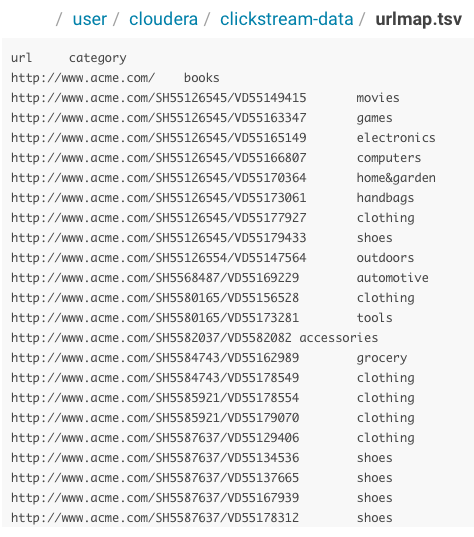 / user / cloudera / clickstream-data / urlmap.tsv
url category
http://www.acme.com/ books
http://www.acme.com/SH55126545/VD55149415 movies
http://www.acme.com/SH55126545/VD55163347 games
http://www.acme.com/SH55126545/VD55165149 electronics
http://www.acme.com/SH55126545/VD55166807 computers
http://www.acme.com/SH55126545/VD55170364 home&garden
http://www.acme.com/SH55126545/VD55173061 handbags
http://www.acme.com/SH55126545/VD55177927 clothing
http://www.acme.com/SH55126545/VD55179433 shoes
http://www.acme.com/SH55126554/VD55147564 outdoors
http://www.acme.com/SH5568487/VD55169229 automotive
http://www.acme.com/SH5580165/VD55156528 clothing
http://www.acme.com/SH5580165/VD55173281 tools
http://www.acme.com/SH5582037/VD5582082 accessories
http://www.acme.com/SH5584743/VD55162989 grocery
http://www.acme.com/SH5584743/VD55178549 clothing
http://www.acme.com/SH5585921/VD55178554 clothing
http://www.acme.com/SH5585921/VD55179070 clothing
http://www.acme.com/SH5587637/VD55129406 clothing
http://www.acme.com/SH5587637/VD55134536 shoes
http://www.acme.com/SH5587637/VD55137665 shoes
http://www.acme.com/SH5587637/VD55167939 shoes
http://www.acme.com/SH5587637/VD55178312 shoes